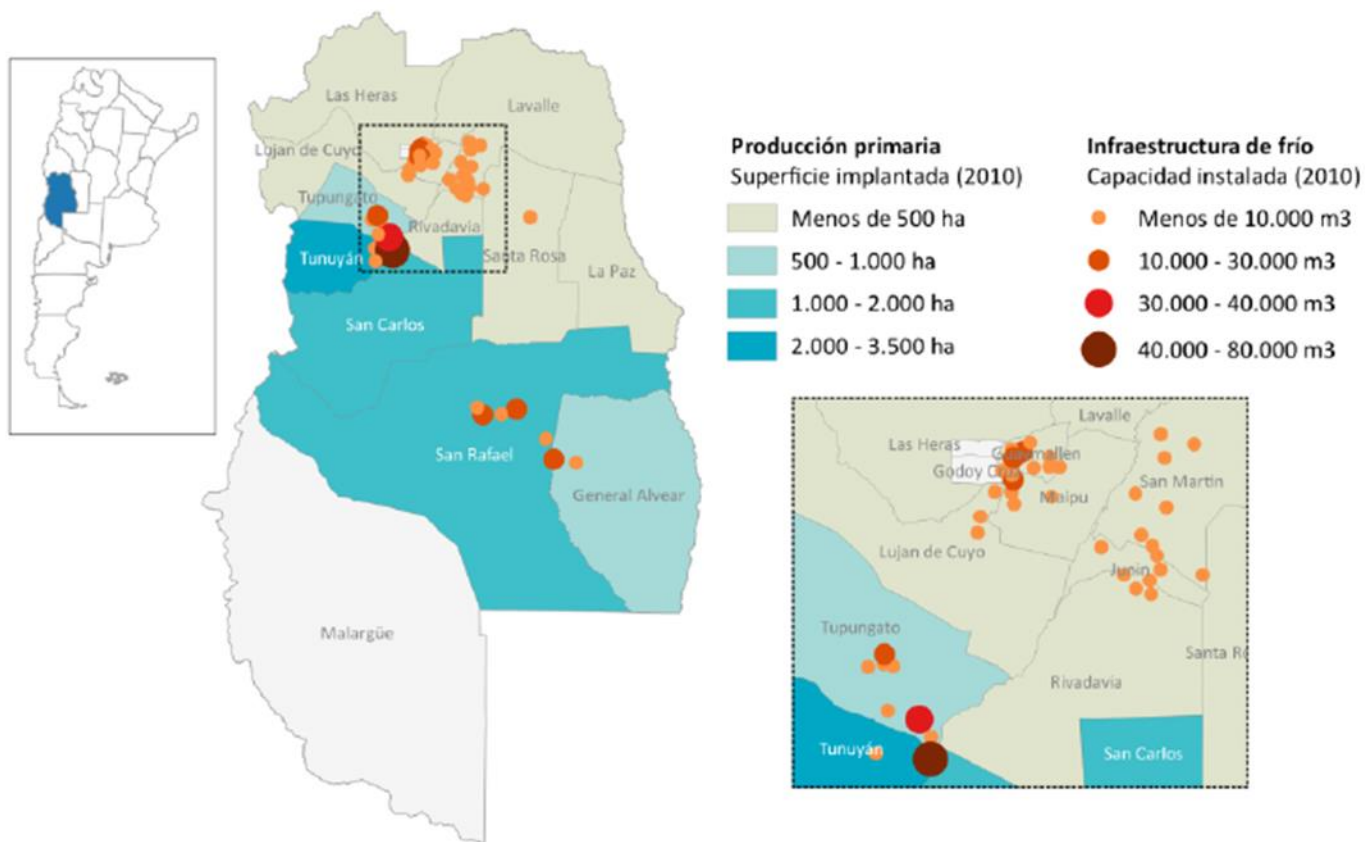 Las Heras
Lavalle
Lujan de Cuyo
Tupungato
Rivadavia
Tunuyán
Santa Rosa
La Paz
San Carlos
San Rafael
General Alvear
Malargüe
Producción primaria
Superficie implantada (2010)
Menos de 500 ha
500 - 1.000 ha
1.000 - 2.000 ha
2.000 - 3.500 ha
Infraestructura de frío
Capacidad instalada (2010)
Menos de 10.000 m3
10.000 - 30.000 m3
30.000 - 40.000 m3
40.000 - 80.000 m3
Lavalle
Las Heras
Guaymallen
Godoy Cruz
San Martin
Maipu
Lujan de Cuyo
Junin
Tupungato
Santa Ro
Rivadavia
Tunuyán
San Carlos